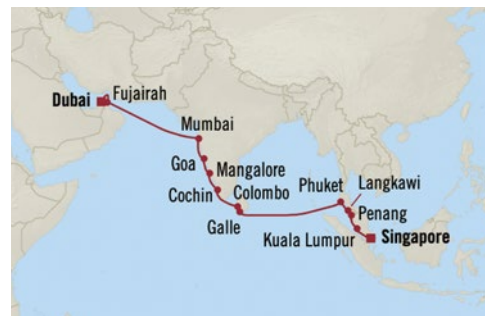 Dubai
Fujairah
Mumbai
Goa
Mangalore
Cochin
Colombo
Galle
Phuket
Langkawi
Penang
Kuala Lumpur
Singapore